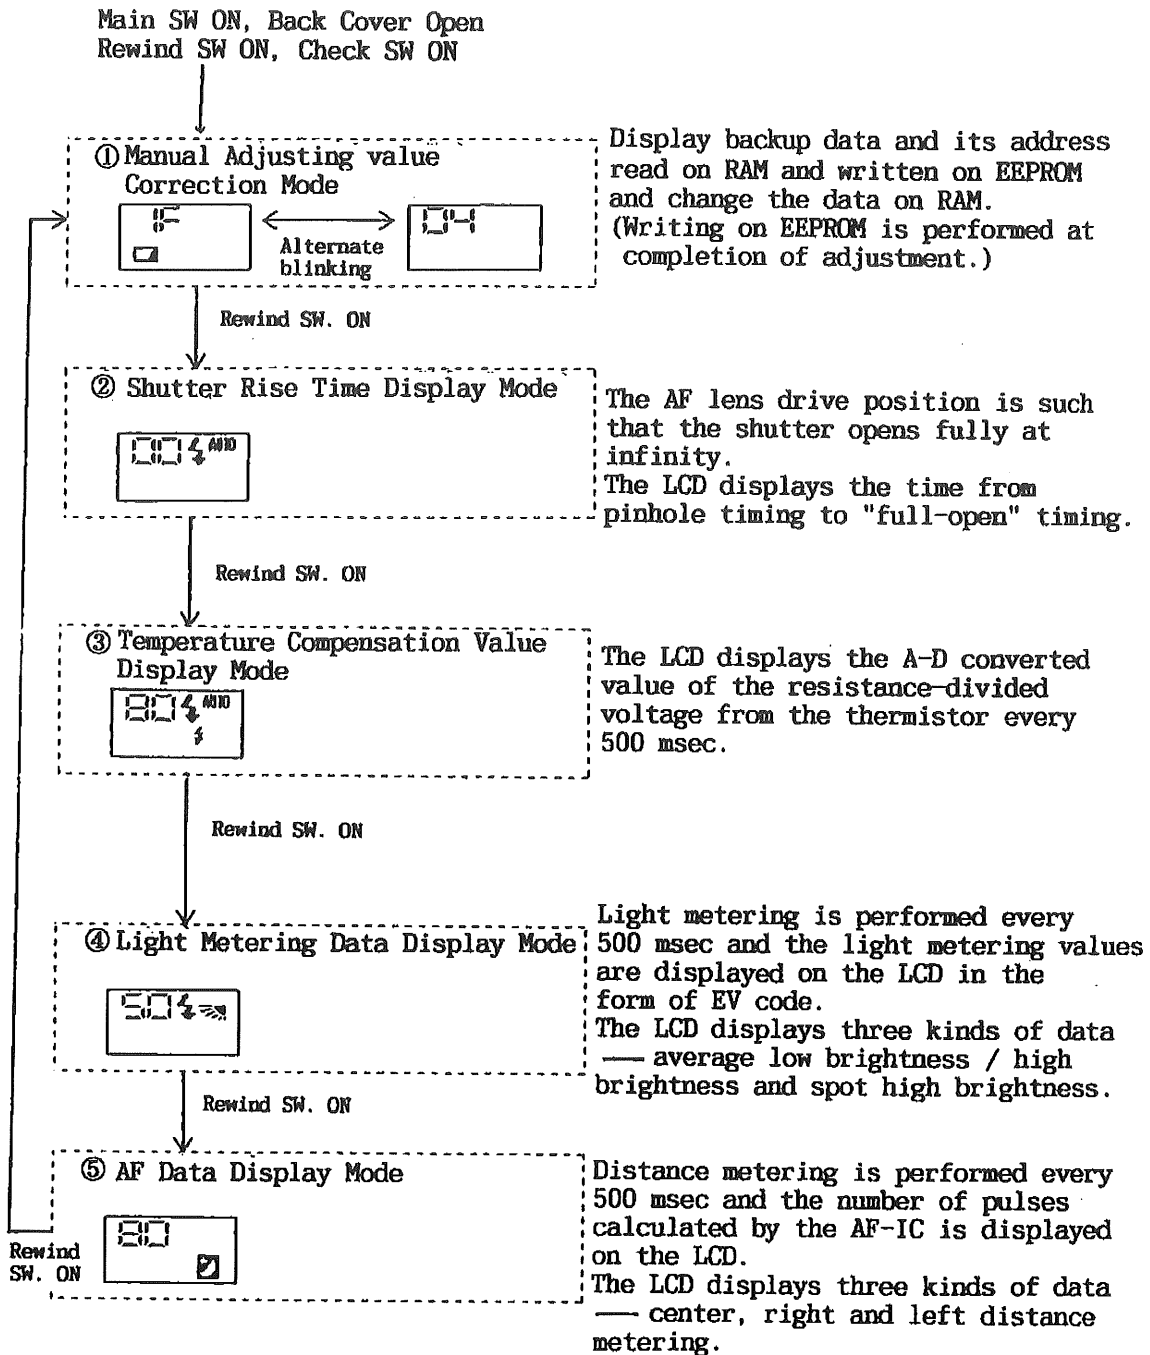 Main SW ON, Back Cover Open
Rewind SW ON, Check SW ON
① Manual Adjusting value
Correction Mode
Alternate
blinking
04
Display backup data and its address
read on RAM and written on EEPROM
and change the data on RAM.
(Writing on EEPROM is performed at
completion of adjustment.)
Rewind SW. ON
② Shutter Rise Time Display Mode
00 AUTO
The AF lens drive position is such
that the shutter opens fully at
infinity.
The LCD displays the time from
pinhole timing to "full-open" timing.
Rewind SW. ON
③ Temperature Compensation Value
Display Mode
80 AUTO
The LCD displays the A-D converted
value of the resistance-divided
voltage from the thermistor every
500 msec.
Rewind SW. ON
④ Light Metering Data Display Mode
50
Light metering is performed every
500 msec and the light metering values
are displayed on the LCD in the
form of EV code.
The LCD displays three kinds of data
— average low brightness / high
brightness and spot high brightness.
Rewind SW. ON
⑤ AF Data Display Mode
80
Distance metering is performed every
500 msec and the number of pulses
calculated by the AF-IC is displayed
on the LCD.
The LCD displays three kinds of data
— center, right and left distance
metering.
Rewind
SW. ON